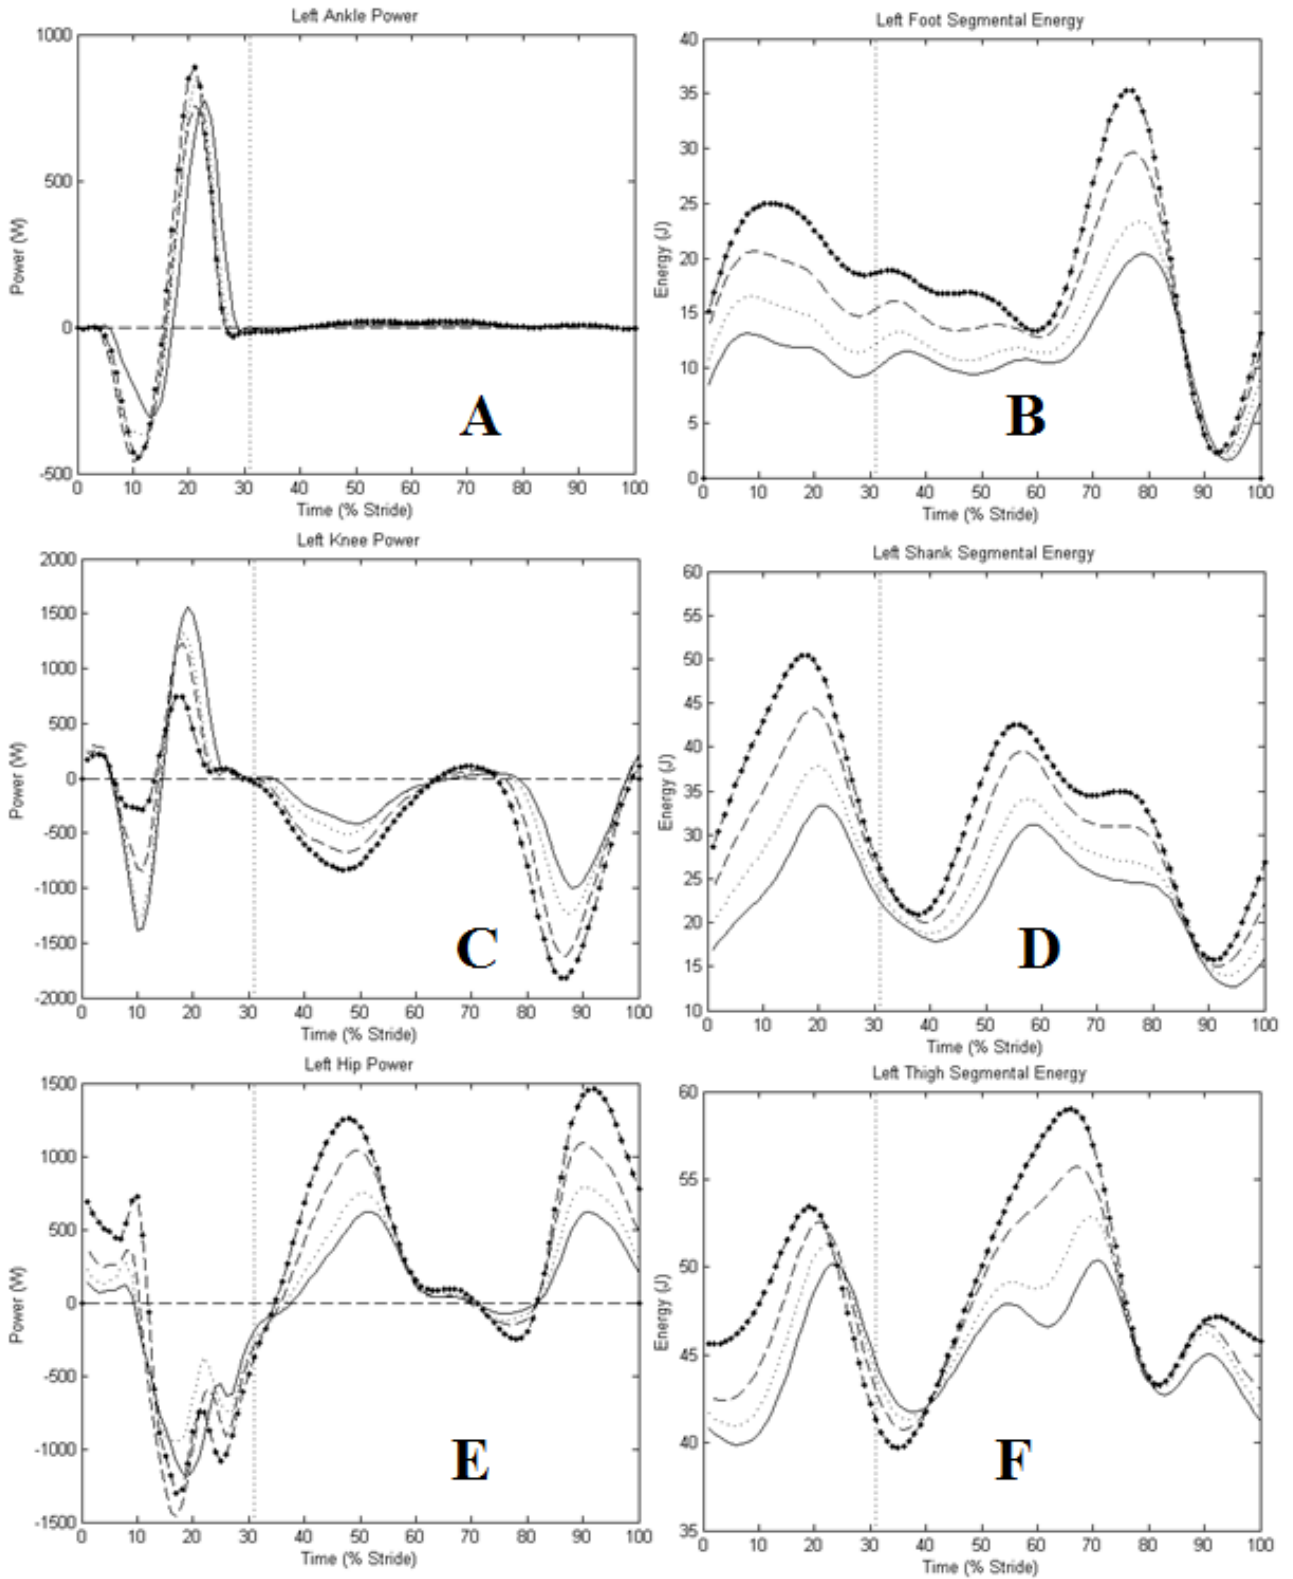 Left Ankle Power
1000
500
0
-500
Power (W)
0 10 20 30 40 50 60 70 80 90 100
Time (% Stride)
A
Left Foot Segmental Energy
40
35
30
25
20
15
10
5
0
Energy (J)
0 10 20 30 40 50 60 70 80 90 100
Time (% Stride)
B
Left Knee Power
2000
1500
1000
500
0
-500
-1000
-1500
-2000
Power (W)
0 10 20 30 40 50 60 70 80 90 100
Time (% Stride)
C
Left Shank Segmental Energy
60
55
50
45
40
35
30
25
20
15
10
Energy (J)
0 10 20 30 40 50 60 70 80 90 100
Time (% Stride)
D
Left Hip Power
1500
1000
500
0
-500
-1000
-1500
Power (W)
0 10 20 30 40 50 60 70 80 90 100
Time (% Stride)
E
Left Thigh Segmental Energy
60
55
50
45
40
35
Energy (J)
0 10 20 30 40 50 60 70 80 90 100
Time (% Stride)
F